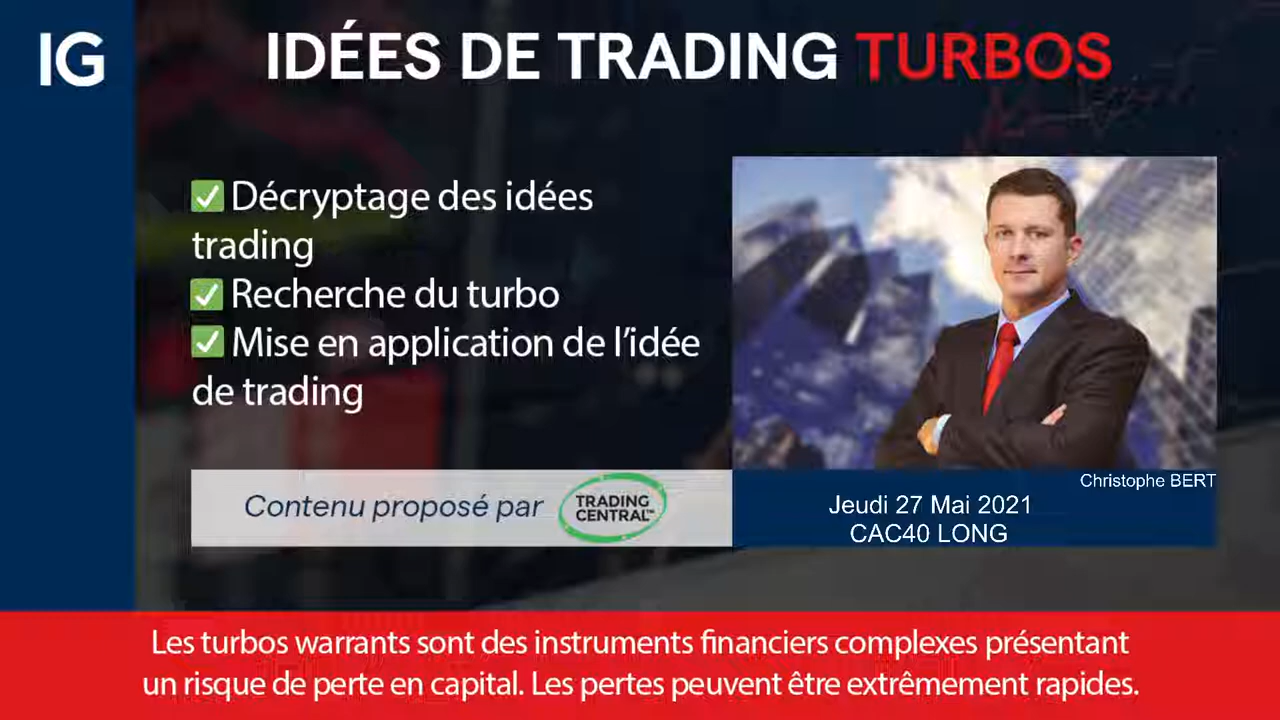 IG
IDÉES DE TRADING TURBOS
✅ Décryptage des idées
trading
✅ Recherche du turbo
✅ Mise en application de l'idée
de trading
Contenu proposé par
TRADING
CENTRAL™
Christophe BERT
Jeudi 27 Mai 2021
CAC40 LONG
Les turbos warrants sont des instruments financiers complexes présentant
un risque de perte en capital. Les pertes peuvent être extrêmement rapides.